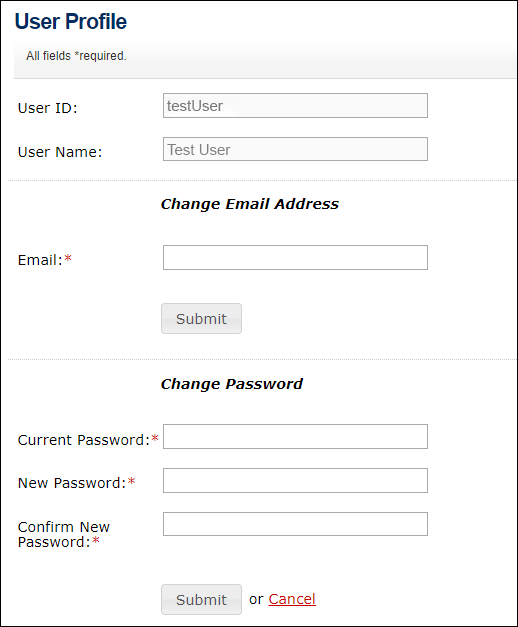 User Profile
All fields *required.
User ID: testUser
User Name: Test User
Change Email Address
Email:*
Submit
Change Password
Current Password:*
New Password:*
Confirm New
Password:*
Submit or Cancel